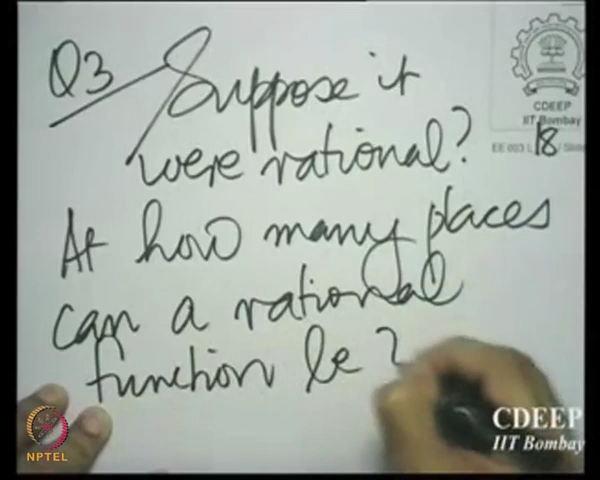 Q3 Suppose it
were rational?
At how many places
can a rational
function be
CDEEP
IIT Bombay
18
CDEEP
IIT Bombay
NPTEL